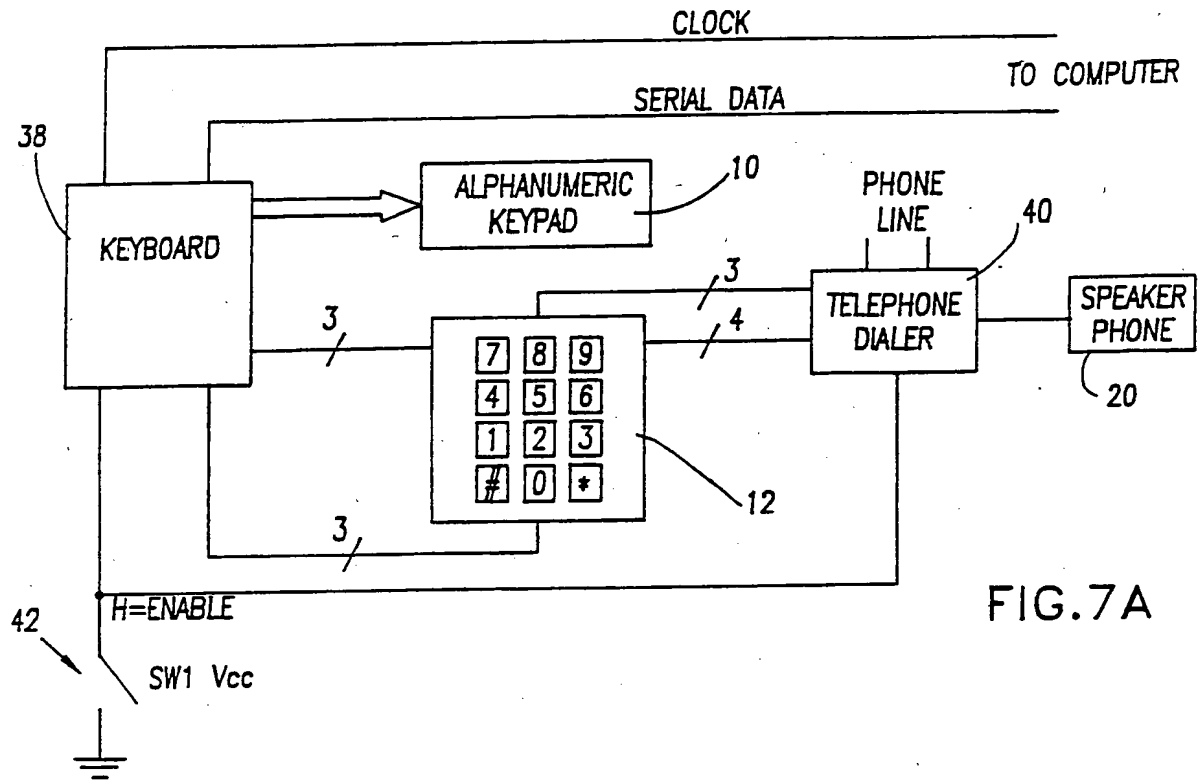 CLOCK
TO COMPUTER
SERIAL DATA
38
ALPHANUMERIC
KEYPAD
10
PHONE
LINE
40
KEYBOARD
3
TELEPHONE
DIALER
SPEAKER
PHONE
3
4
20
7 8 9
4 5 6
1 2 3
# 0 *
12
3
H=ENABLE
FIG.7A
42
SW1 Vcc